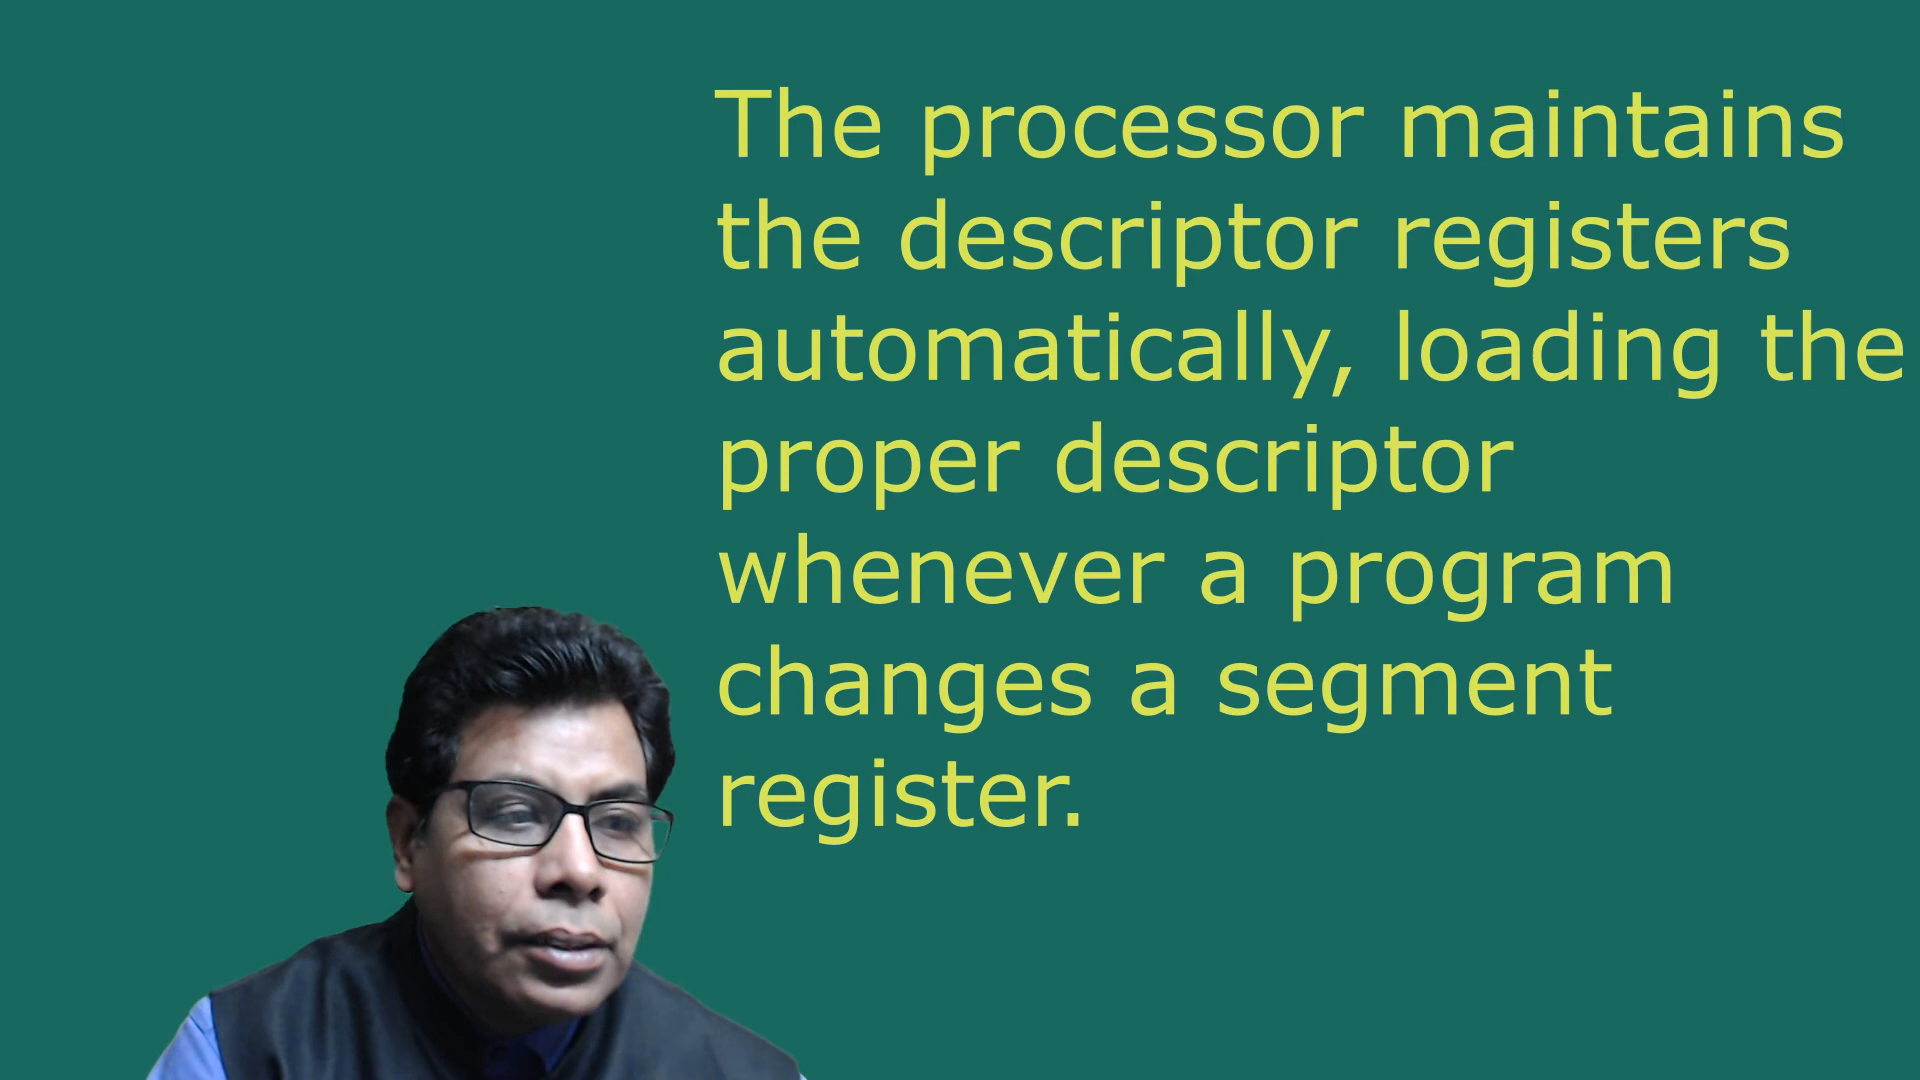 The processor maintains
the descriptor registers
automatically, loading the
proper descriptor
whenever a program
changes a segment
register.